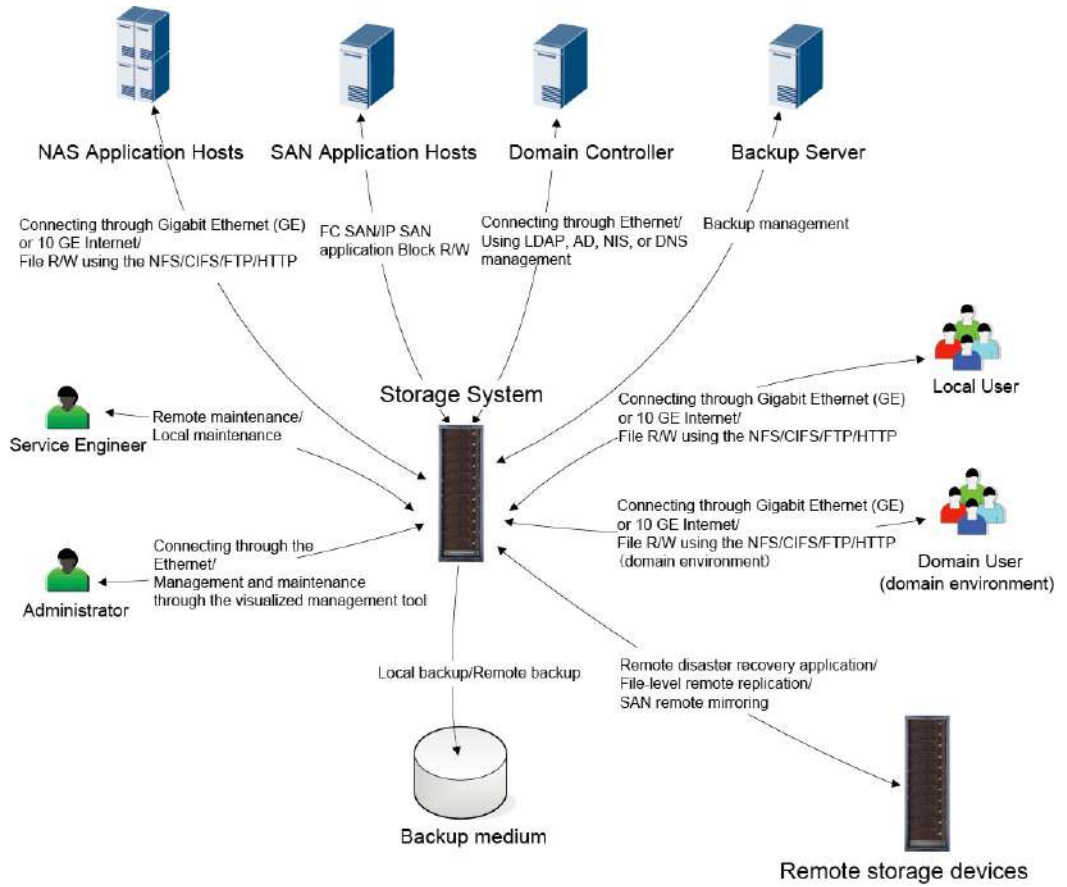 NAS Application Hosts
SAN Application Hosts
Domain Controller
Backup Server
Connecting through Gigabit Ethernet (GE)
or 10 GE Internet/
File R/W using the NFS/CIFS/FTP/HTTP
FC SAN/IP SAN
application Block R/W
Connecting through Ethernet/
Using LDAP, AD, NIS, or DNS
management
Backup management
Storage System
Local User
Connecting through Gigabit Ethernet (GE)
or 10 GE Internet/
File R/W using the NFS/CIFS/FTP/HTTP
Service Engineer
Remote maintenance/
Local maintenance
Connecting through Gigabit Ethernet (GE)
or 10 GE Internet/
File R/W using the NFS/CIFS/FTP/HTTP
(domain environment)
Domain User
(domain environment)
Administrator
Connecting through the
Ethernet/
Management and maintenance
through the visualized management tool
Local backup/Remote backup
Remote disaster recovery application/
File-level remote replication/
SAN remote mirroring
Backup medium
Remote storage devices